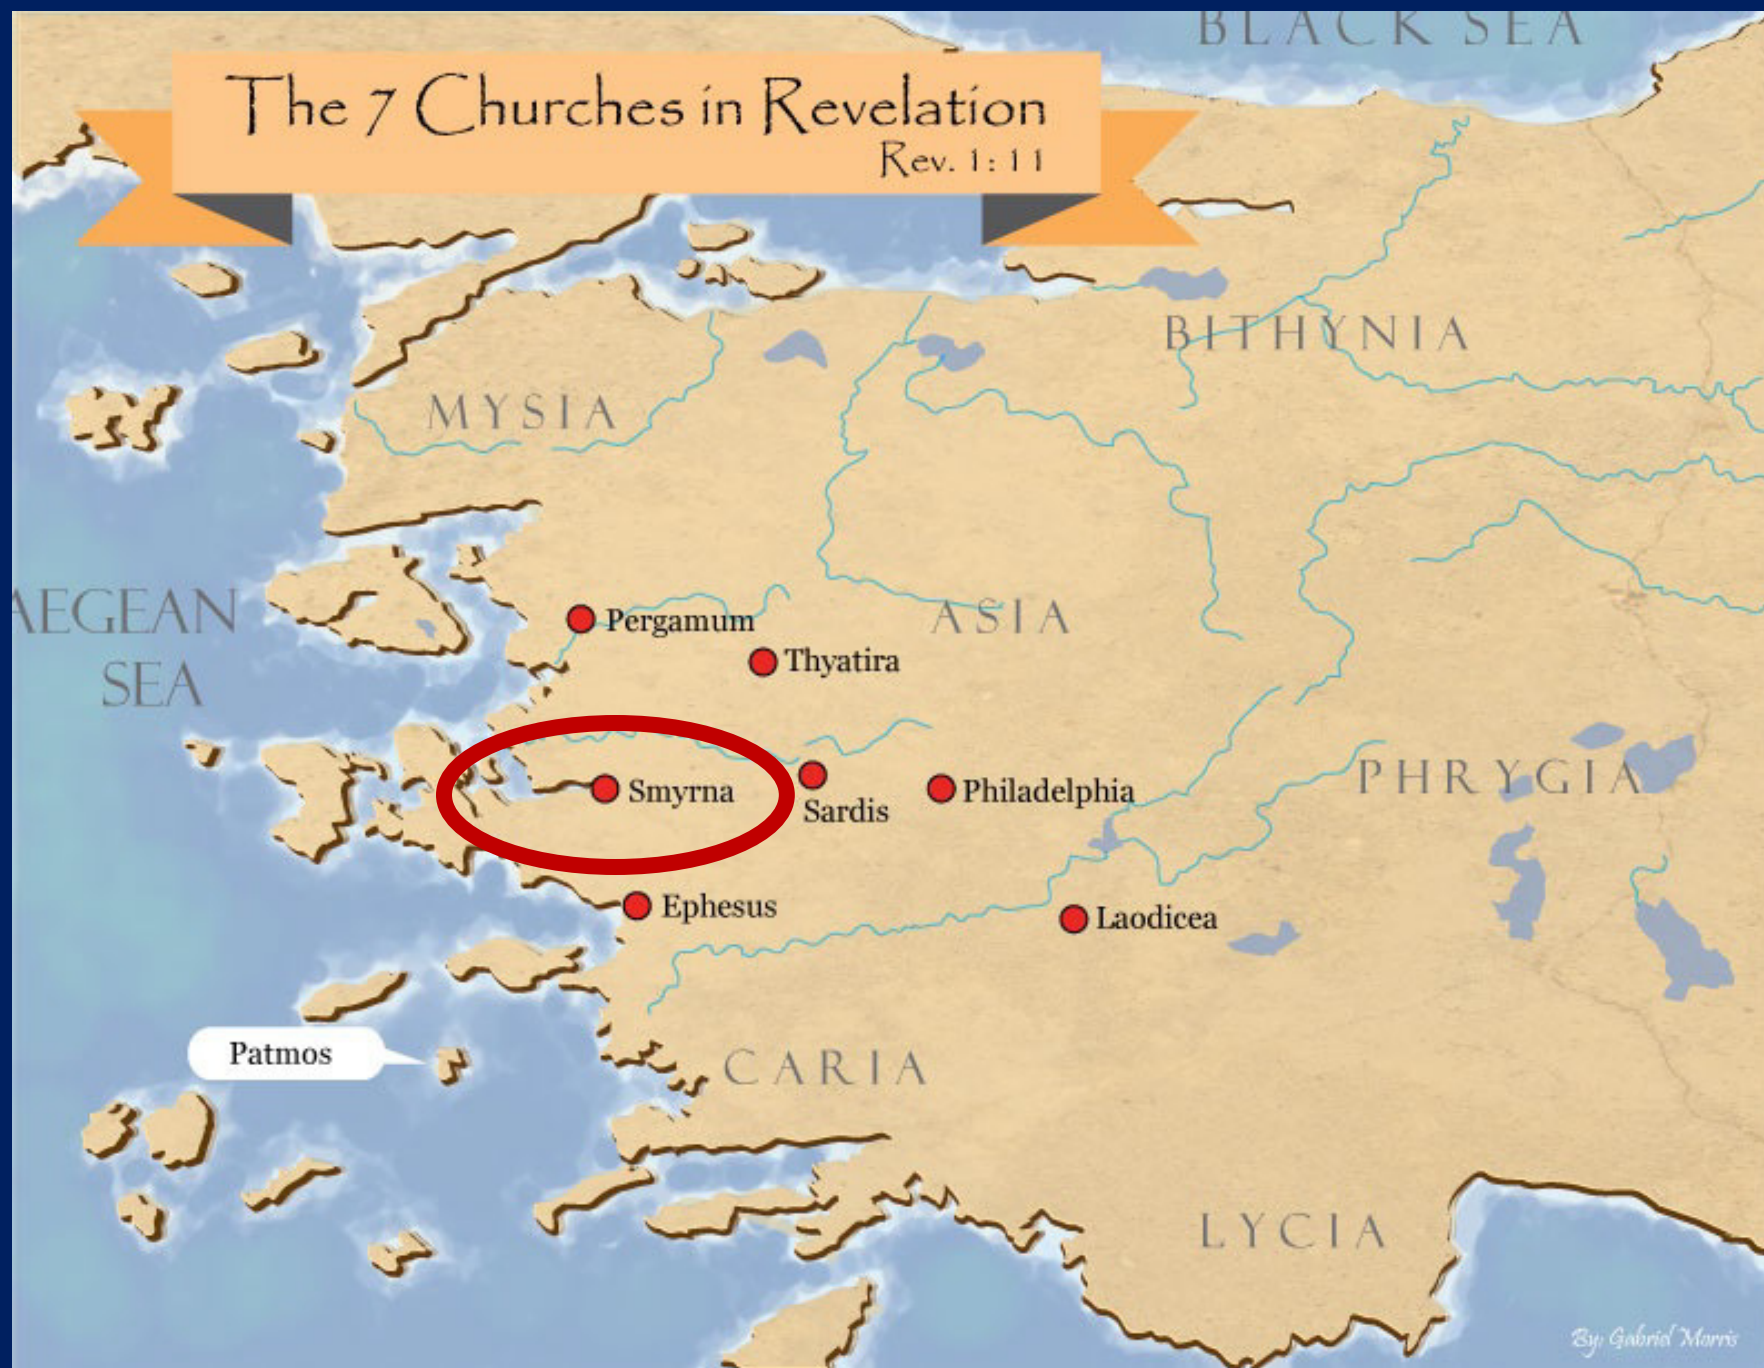 BLACK SEA
The 7 Churches in Revelation
Rev. 1:11
BITHYNIA
MYSIA
AEGEAN
SEA
Pergamum
ASIA
Thyatira
Smyrna
Sardis
Philadelphia
PHRYGIA
Ephesus
Laodicea
Patmos
CARIA
LYCIA
By: Gabriel Morris